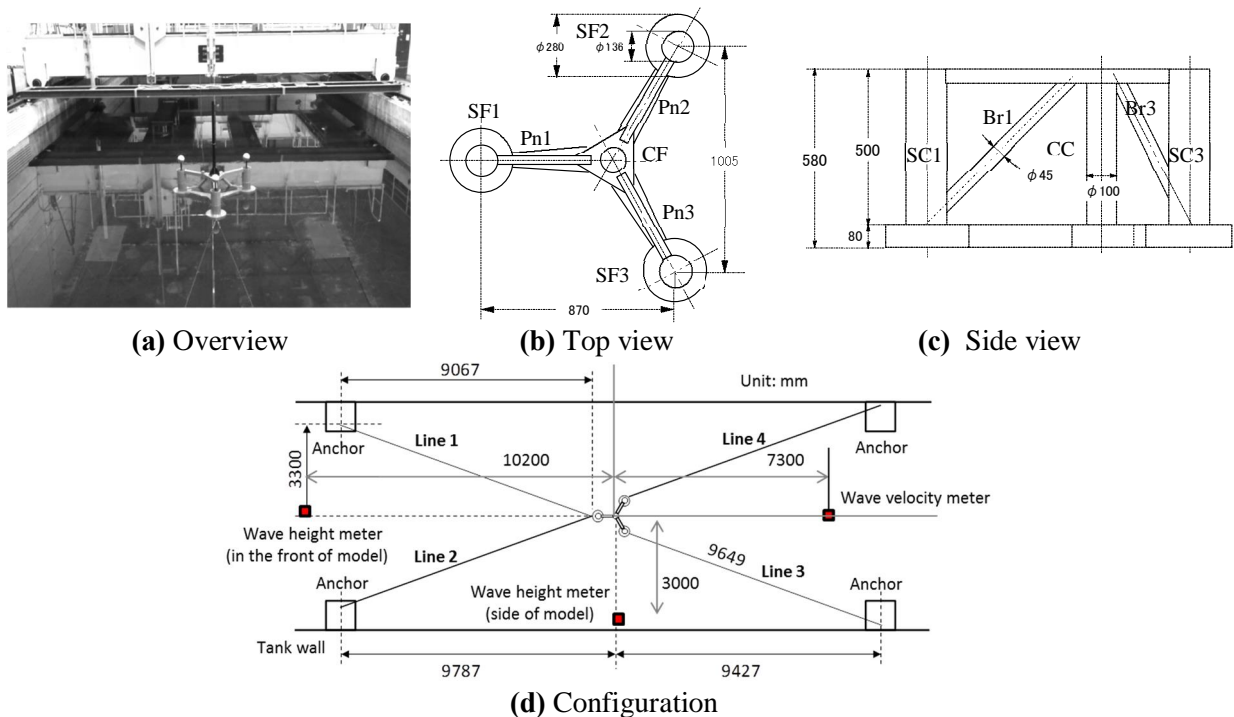 SF2
φ280
φ136
SF1
Pn1
Pn2
CF
1005
Pn3
SF3
870
580
500
80
SC1
Br1
CC
Br3
SC3
φ45
φ100
(a) Overview
(b) Top view
(c) Side view
9067
Unit: mm
Anchor
Line 1
Line 4
Anchor
3300
10200
7300
Wave velocity meter
Wave height meter
(in the front of model)
Line 2
9649
Line 3
3000
Anchor
Wave height meter
(side of model)
Anchor
Tank wall
9787
9427
(d) Configuration